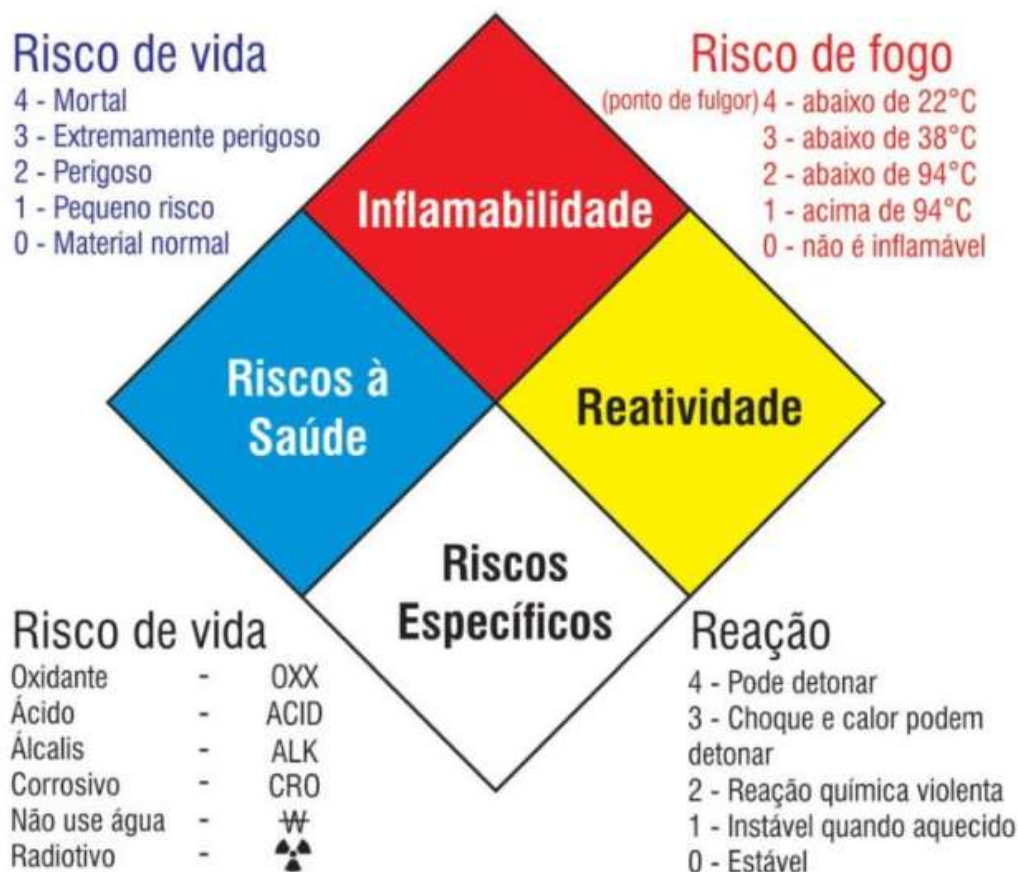 Risco de vida
4 - Mortal
3 - Extremamente perigoso
2 - Perigoso
1 - Pequeno risco
0 - Material normal
Risco de fogo
(ponto de fulgor) 4 - abaixo de 22°C
3 - abaixo de 38°C
2 - abaixo de 94°C
1 - acima de 94°C
0 - não é inflamável
Inflamabilidade
Riscos à
Saúde
Reatividade
Riscos
Específicos
Risco de vida
Oxidante - OXX
Ácido - ACID
Álcalis - ALK
Corrosivo - CRO
Não use água - W̶
Radiotivo - ☢
Reação
4 - Pode detonar
3 - Choque e calor podem
detonar
2 - Reação química violenta
1 - Instável quando aquecido
0 - Estável